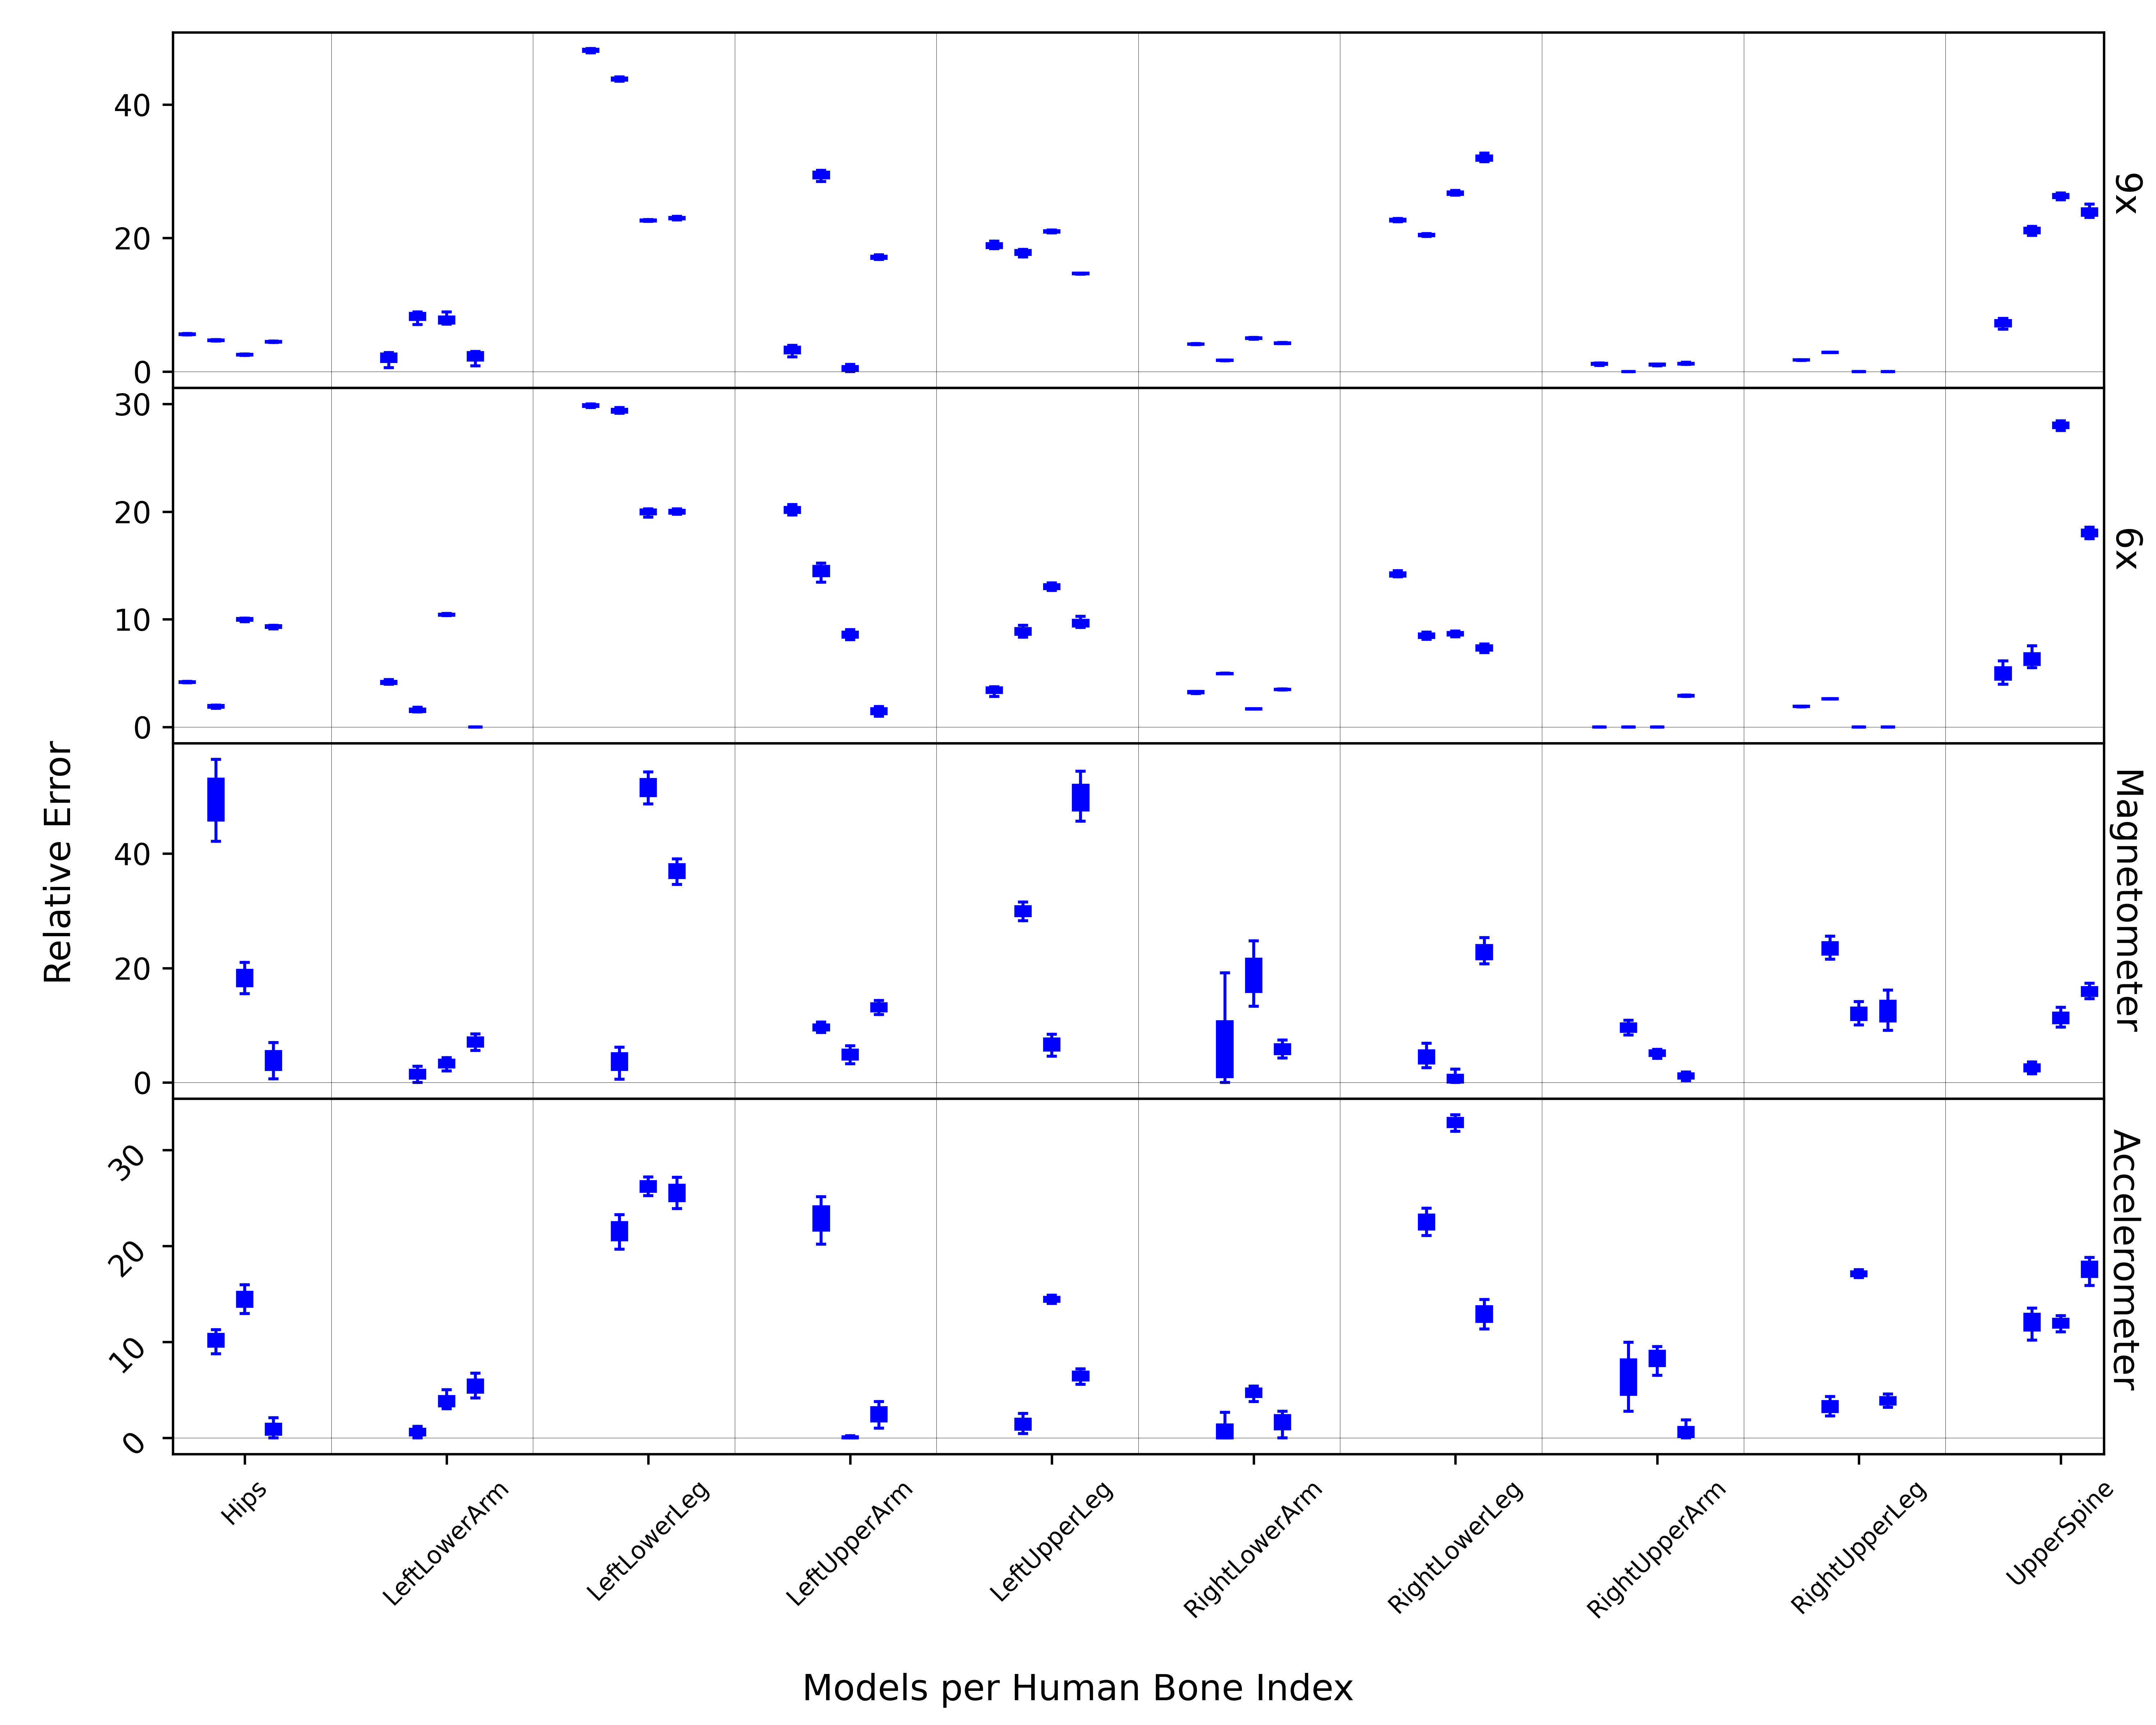 Relative Error
40
20
0
9x
30
20
10
0
6x
40
20
0
Magnetometer
30
20
10
0
Accelerometer
Hips
LeftLowerArm
LeftLowerLeg
LeftUpperArm
LeftUpperLeg
RightLowerArm
RightLowerLeg
RightUpperArm
RightUpperLeg
UpperSpine
Models per Human Bone Index